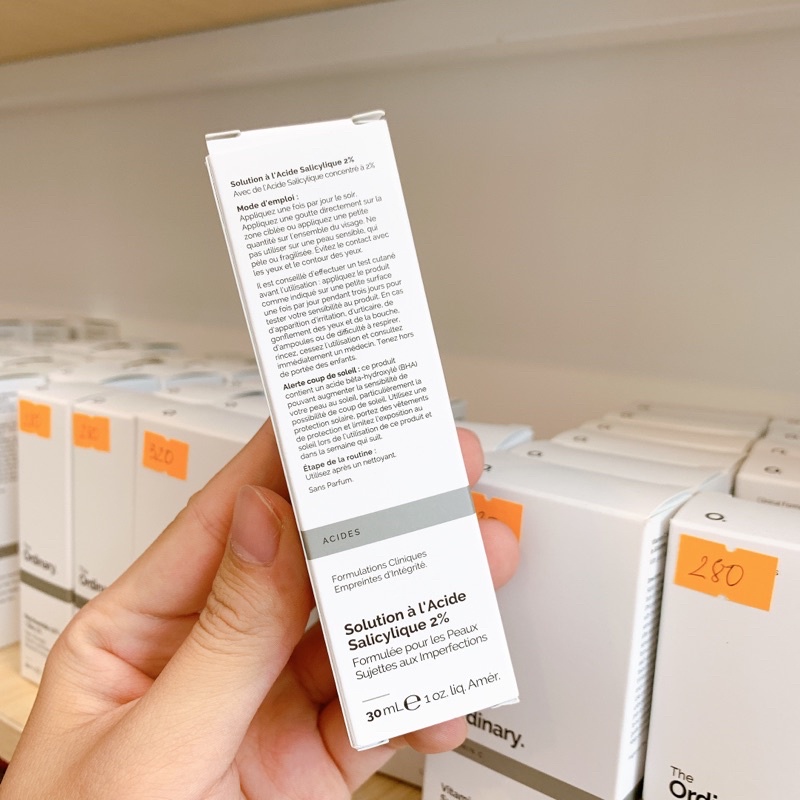 Solution à l'Acide Salicylique 2%
Avec de l'Acide Salicylique concentré à 2%
Mode d'emploi :
Appliquez une fois par jour le soir.
Appliquez une goutte directement sur la
zone ciblée ou appliquez une petite
quantité sur l'ensemble du visage. Ne
pas utiliser sur une peau sensible, qui
pèle ou fragilisée. Évitez le contact avec
les yeux et le contour des yeux.
Il est conseillé d'effectuer un test cutané
avant l'utilisation : appliquez le produit
comme indiqué sur une petite surface
une fois par jour pendant trois jours pour
tester votre sensibilité au produit. En cas
d'apparition d'irritation, d'urticaire, de
gonflement des yeux et de la bouche,
d'ampoules ou de difficulté à respirer,
rincez, cessez l'utilisation et consultez
immédiatement un médecin. Tenez hors
de portée des enfants.
Alerte coup de soleil : ce produit
contient un acide bêta-hydroxylé (BHA)
pouvant augmenter la sensibilité de
votre peau au soleil, particulièrement la
possibilité de coup de soleil. Utilisez une
protection solaire, portez des vêtements
de protection et limitez l'exposition au
soleil lors de l'utilisation de ce produit et
dans la semaine qui suit.
Étape de la routine :
Utilisez après un nettoyant.
Sans Parfum.
ACIDES
Formulations Cliniques
Empreintes d'Intégrité.
Solution à l'Acide
Salicylique 2%
Formulée pour les Peaux
Sujettes aux Imperfections
30 mL e 1 oz. liq. Amér.
320
280
O.
The
Ordi
dinary.